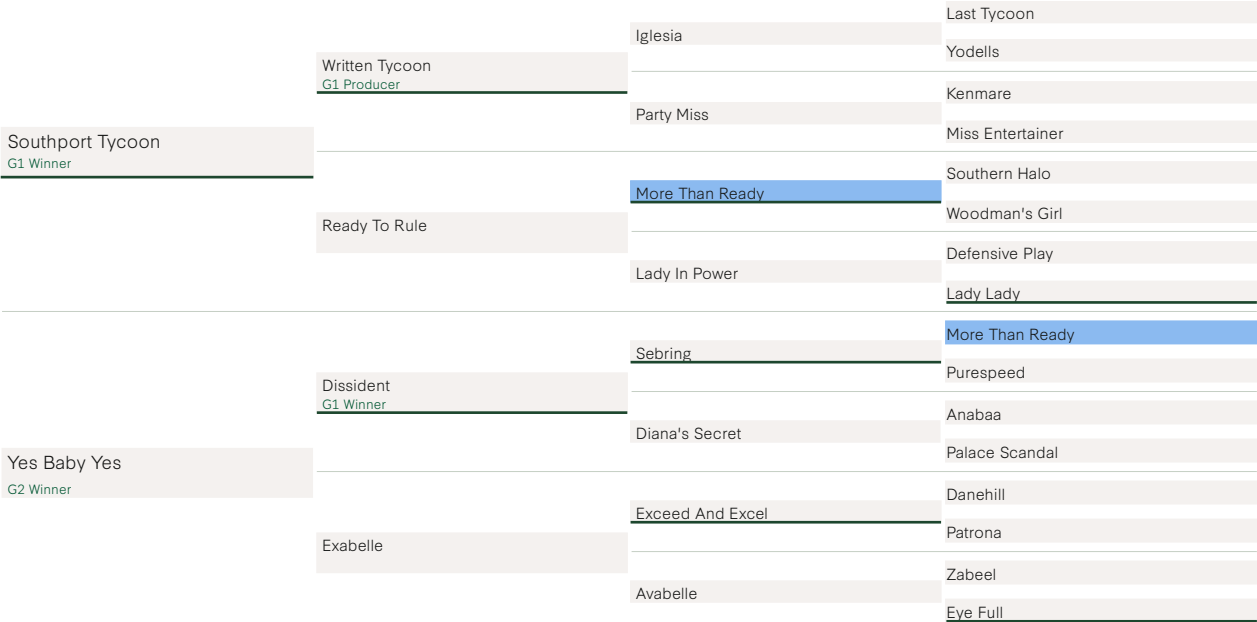 Southport Tycoon
G1 Winner
Yes Baby Yes
G2 Winner
Written Tycoon
G1 Producer
Ready To Rule
Dissident
G1 Winner
Exabelle
Iglesia
Party Miss
More Than Ready
Lady In Power
Sebring
Diana's Secret
Exceed And Excel
Avabelle
Last Tycoon
Yodells
Kenmare
Miss Entertainer
Southern Halo
Woodman's Girl
Defensive Play
Lady Lady
More Than Ready
Purespeed
Anabaa
Palace Scandal
Danehill
Patrona
Zabeel
Eye Full